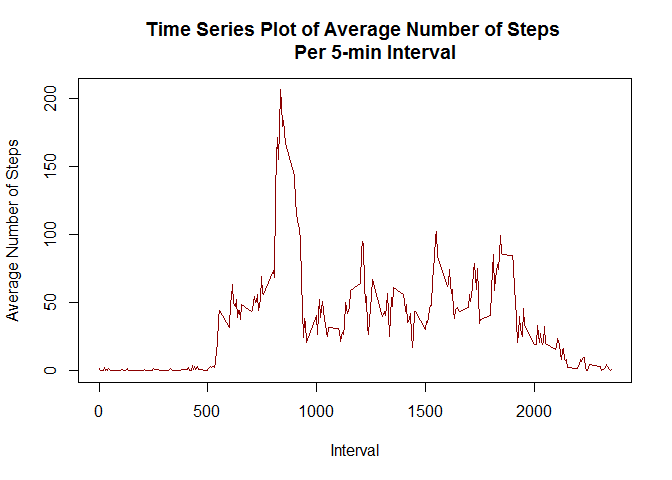 Time Series Plot of Average Number of Steps
Per 5-min Interval
Average Number of Steps
200
150
100
50
0
0 500 1000 1500 2000
Interval